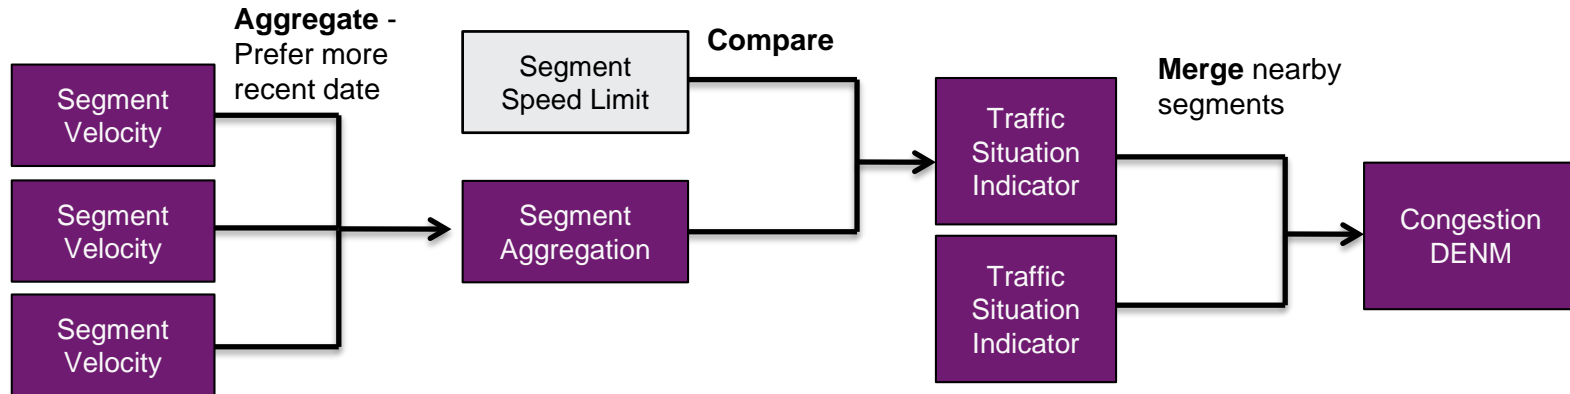 Aggregate -
Prefer more
recent date
Segment
Velocity
Segment
Velocity
Segment
Velocity
Segment
Speed Limit
Compare
Segment
Aggregation
Traffic
Situation
Indicator
Merge nearby
segments
Traffic
Situation
Indicator
Congestion
DENM